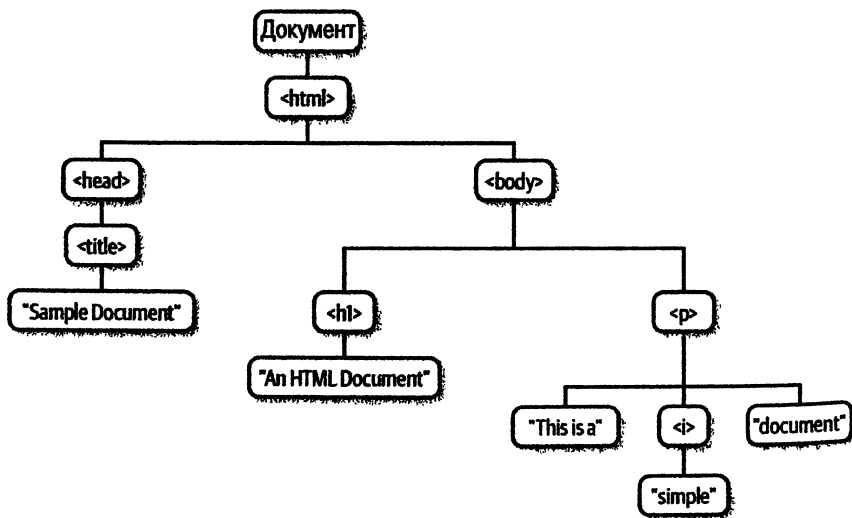 Документ
<html>
<head>
<body>
<title>
"Sample Document"
<h1>
<p>
"An HTML Document"
"This is a"
<i>
"document"
"simple"